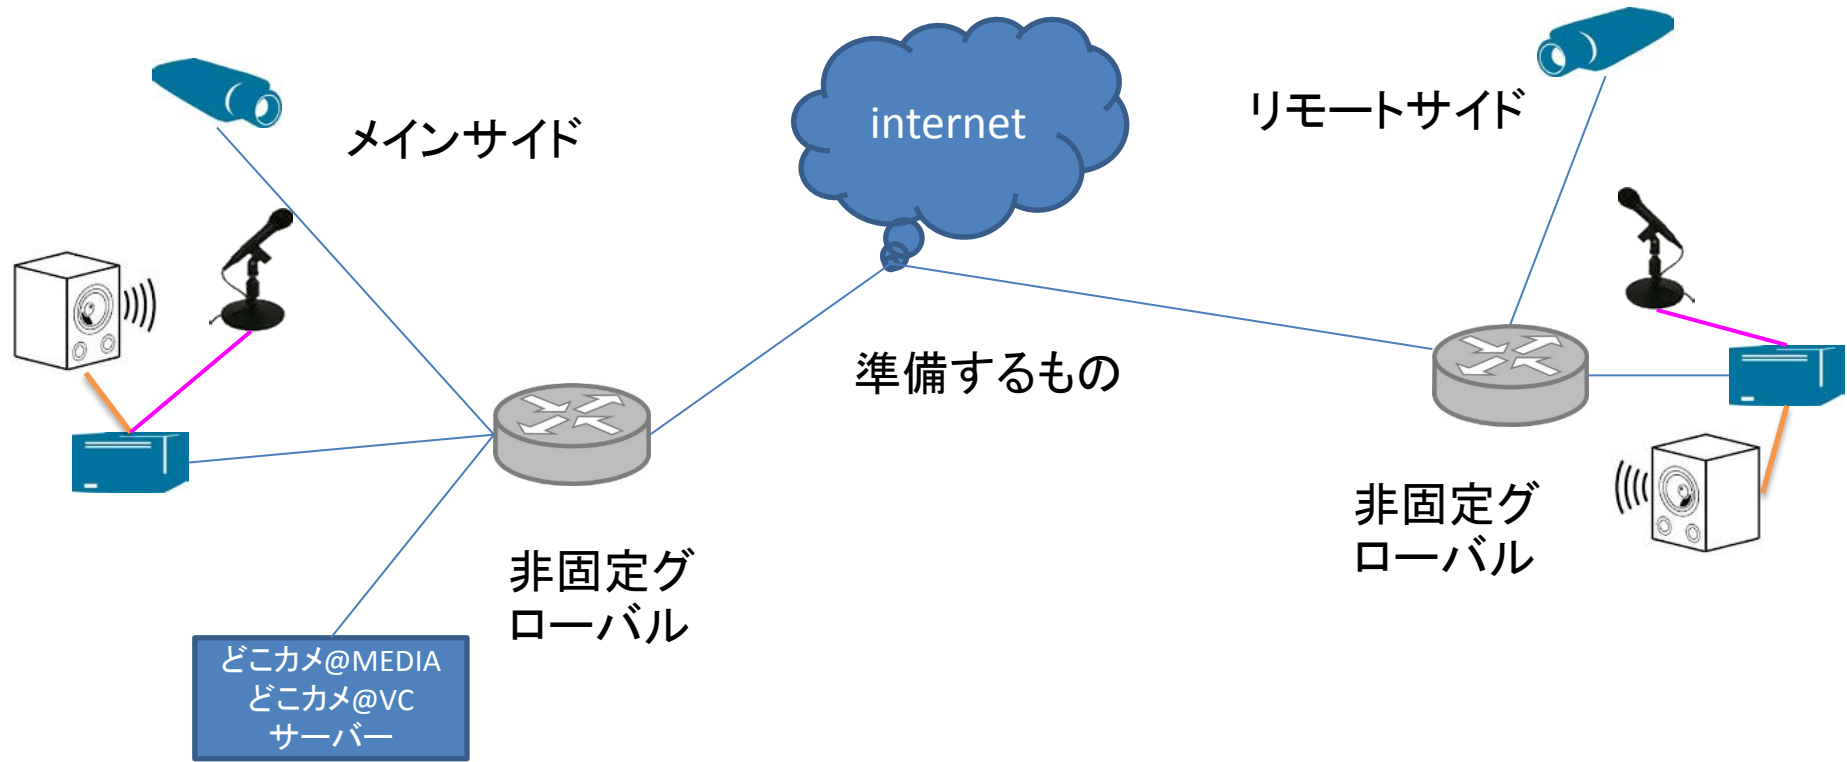 メインサイド
internet
リモートサイド
準備するもの
非固定グ
ローバル
非固定グ
ローバル
どこカメ@MEDIA
どこカメ@VC
サーバー